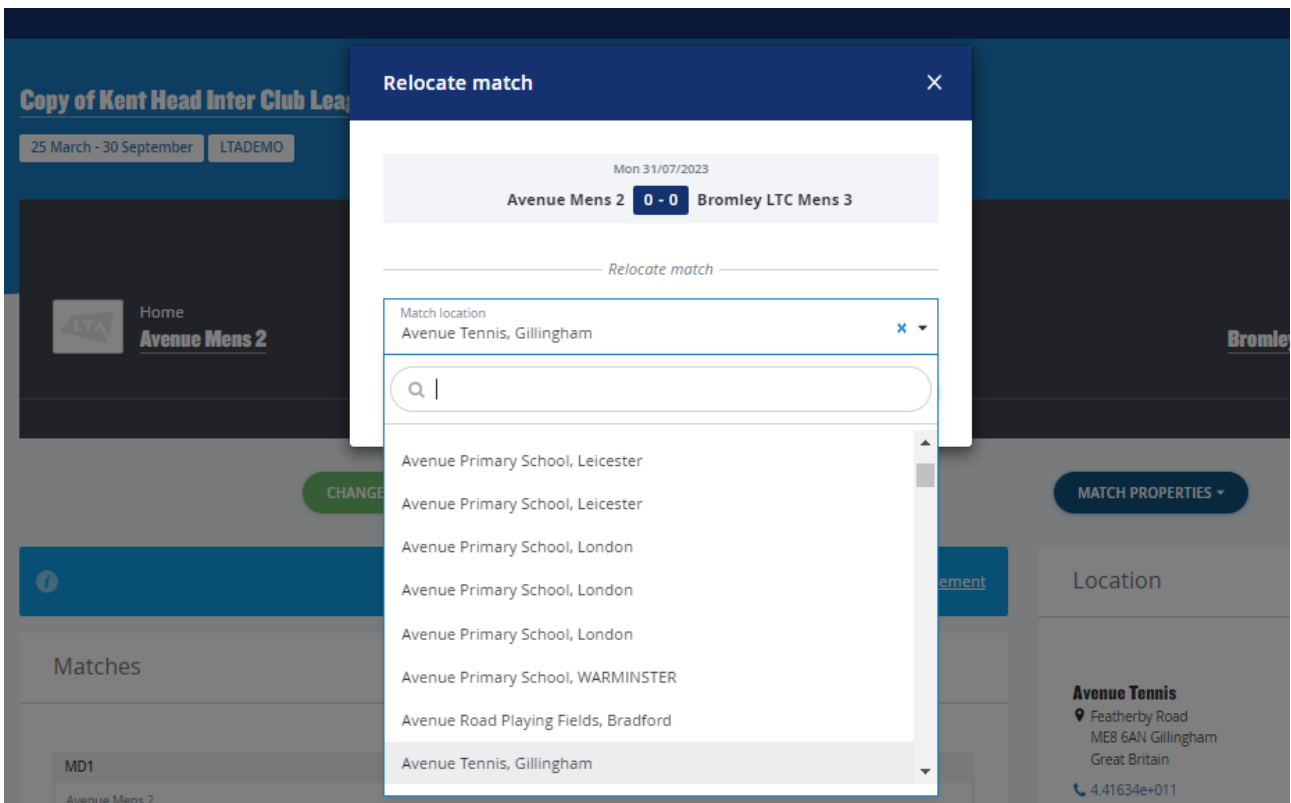 Relocate match
Copy of Kent Head Inter Club Lea
25 March - 30 September LTADEMO
Mon 31/07/2023
Avenue Mens 2 0 - 0 Bromley LTC Mens 3
Relocate match
LTA
Home
Avenue Mens 2
Bromley
Match location
Avenue Tennis, Gillingham
Avenue Primary School, Leicester
Avenue Primary School, Leicester
Avenue Primary School, London
Avenue Primary School, London
Avenue Primary School, London
Avenue Primary School, WARMINSTER
Avenue Road Playing Fields, Bradford
Avenue Tennis, Gillingham
CHANGE
MATCH PROPERTIES
ement
Location
Matches
Avenue Tennis
Featherby Road
ME8 6AN Gillingham
Great Britain
4.41634e+011
MD1
Avenue Mens 2